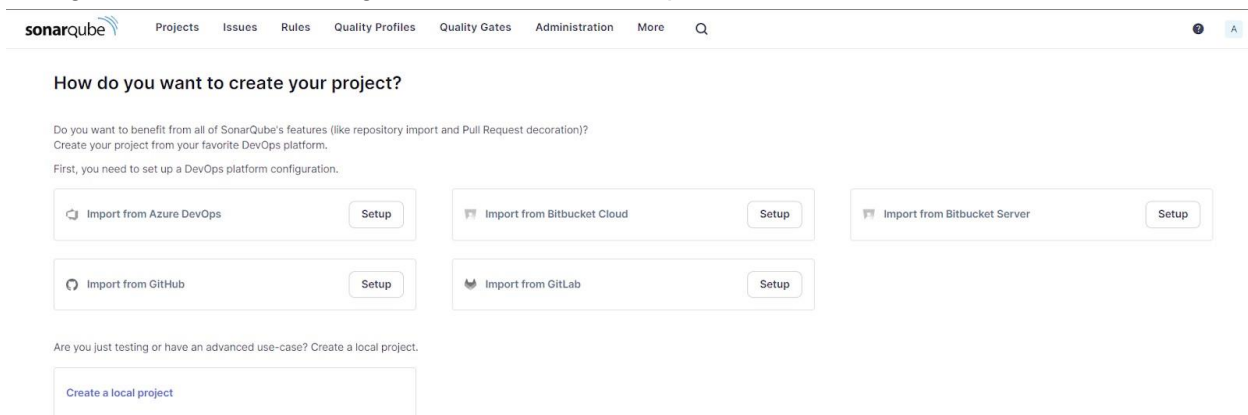 sonarqube Projects Issues Rules Quality Profiles Quality Gates Administration More ? A
How do you want to create your project?
Do you want to benefit from all of SonarQube's features (like repository import and Pull Request decoration)?
Create your project from your favorite DevOps platform.
First, you need to set up a DevOps platform configuration.
Import from Azure DevOps Setup Import from Bitbucket Cloud Setup Import from Bitbucket Server Setup
Import from GitHub Setup Import from GitLab Setup
Are you just testing or have an advanced use-case? Create a local project.
Create a local project